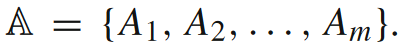 𝔸 = {A₁, A₂, . . . , Aₘ}.